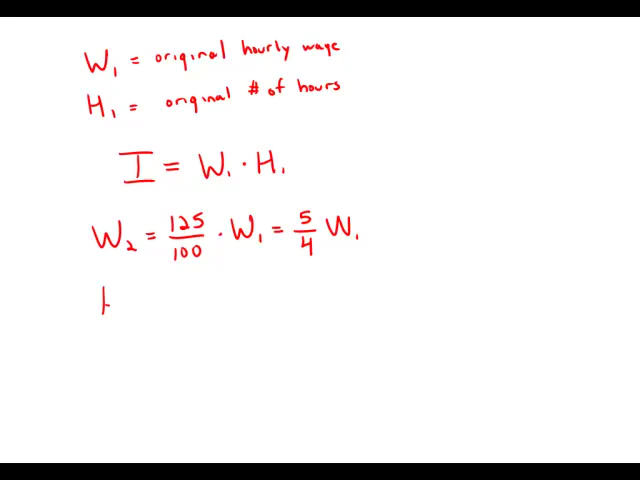 W₁ = original hourly wage
H₁ = original # of hours
I = W₁ · H₁
W₂ = 125/100 · W₁ = 5/4 W₁